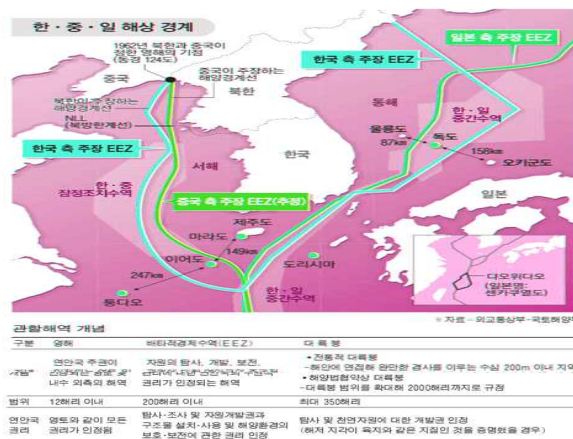 한·중·일 해상 경계
1962년 북한과 중국이
정한 영해의 기점
(동경 124도)
중국
중국이 주장하는
해양경계선
북한
북한이 주장하는
해양경계선
NLL
(북방한계선)
한국 측 주장 EEZ
서해
한국
한·중
잠정조치수역
중국 측 주장 EEZ(추정)
제주도
마라도
149㎞
이어도
247㎞
퉁다오
도리시마
한·일
중간수역
한국 측 주장 EEZ
일본 측 주장 EEZ
동해
한·일
중간수역
울릉도
독도
87㎞
158㎞
오키군도
일본
댜오위다오
(일본명:
센카쿠열도)
※ 자료 - 외교통상부·국토해양부
관할해역 개념
구분 영해 배타적경제수역(EEZ) 대륙붕
연안국 주권이
내수 외측의 해역
자원의 탐사, 개발, 보전,
권리가 인정되는 해역
•전통적 대륙붕
-해안에 연접해 완만한 경사를 이루는 수심 200m 이내 지역
•해양법협약상 대륙붕
-대륙붕 범위를 확대해 2000해리까지로 규정
범위 12해리 이내 200해리 이내 최대 350해리
연안국
권리
영토와 같이 모든
권리가 인정됨
탐사·조사 및 자원개발권과
구조물 설치·사용 및 해양환경의
보호·보전에 관한 권리 인정
탐사 및 천연자원에 대한 개발권 인정
(해저 지각이 육지와 같은 지질인 것을 증명했을 경우)